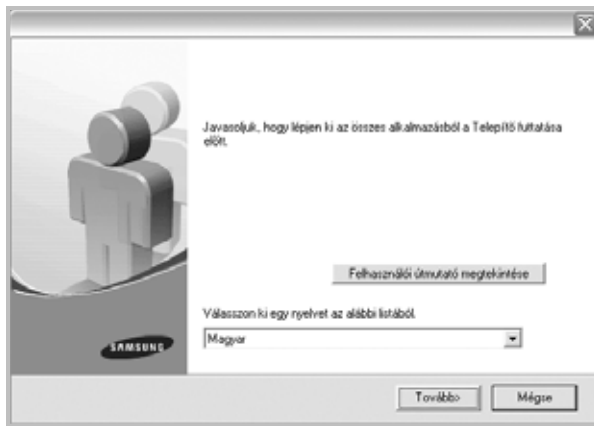 Javasoljuk, hogy lépjen ki az összes alkalmazásból a Telepítő futtatása
előtt.
Felhasználói útmutató megtekintése
Válasszon ki egy nyelvet az alábbi listából.
Magyar
SAMSUNG
Tovább>
Mégse